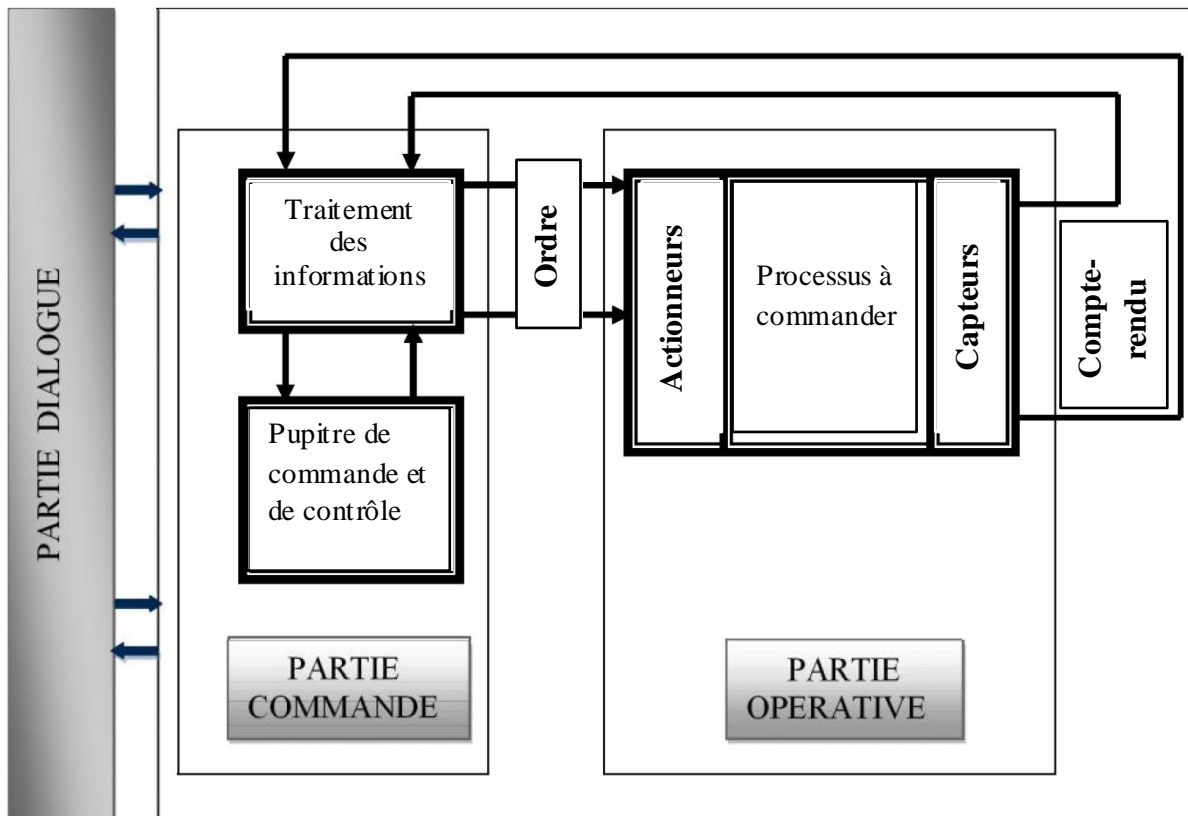 PARTIE DIALOGUE
Traitement
des
informations
Pupitre de
commande et
de contrôle
PARTIE
COMMANDE
Ordre
Actionneurs
Processus à
commander
Capteurs
Compte-
rendu
PARTIE
OPERATIVE